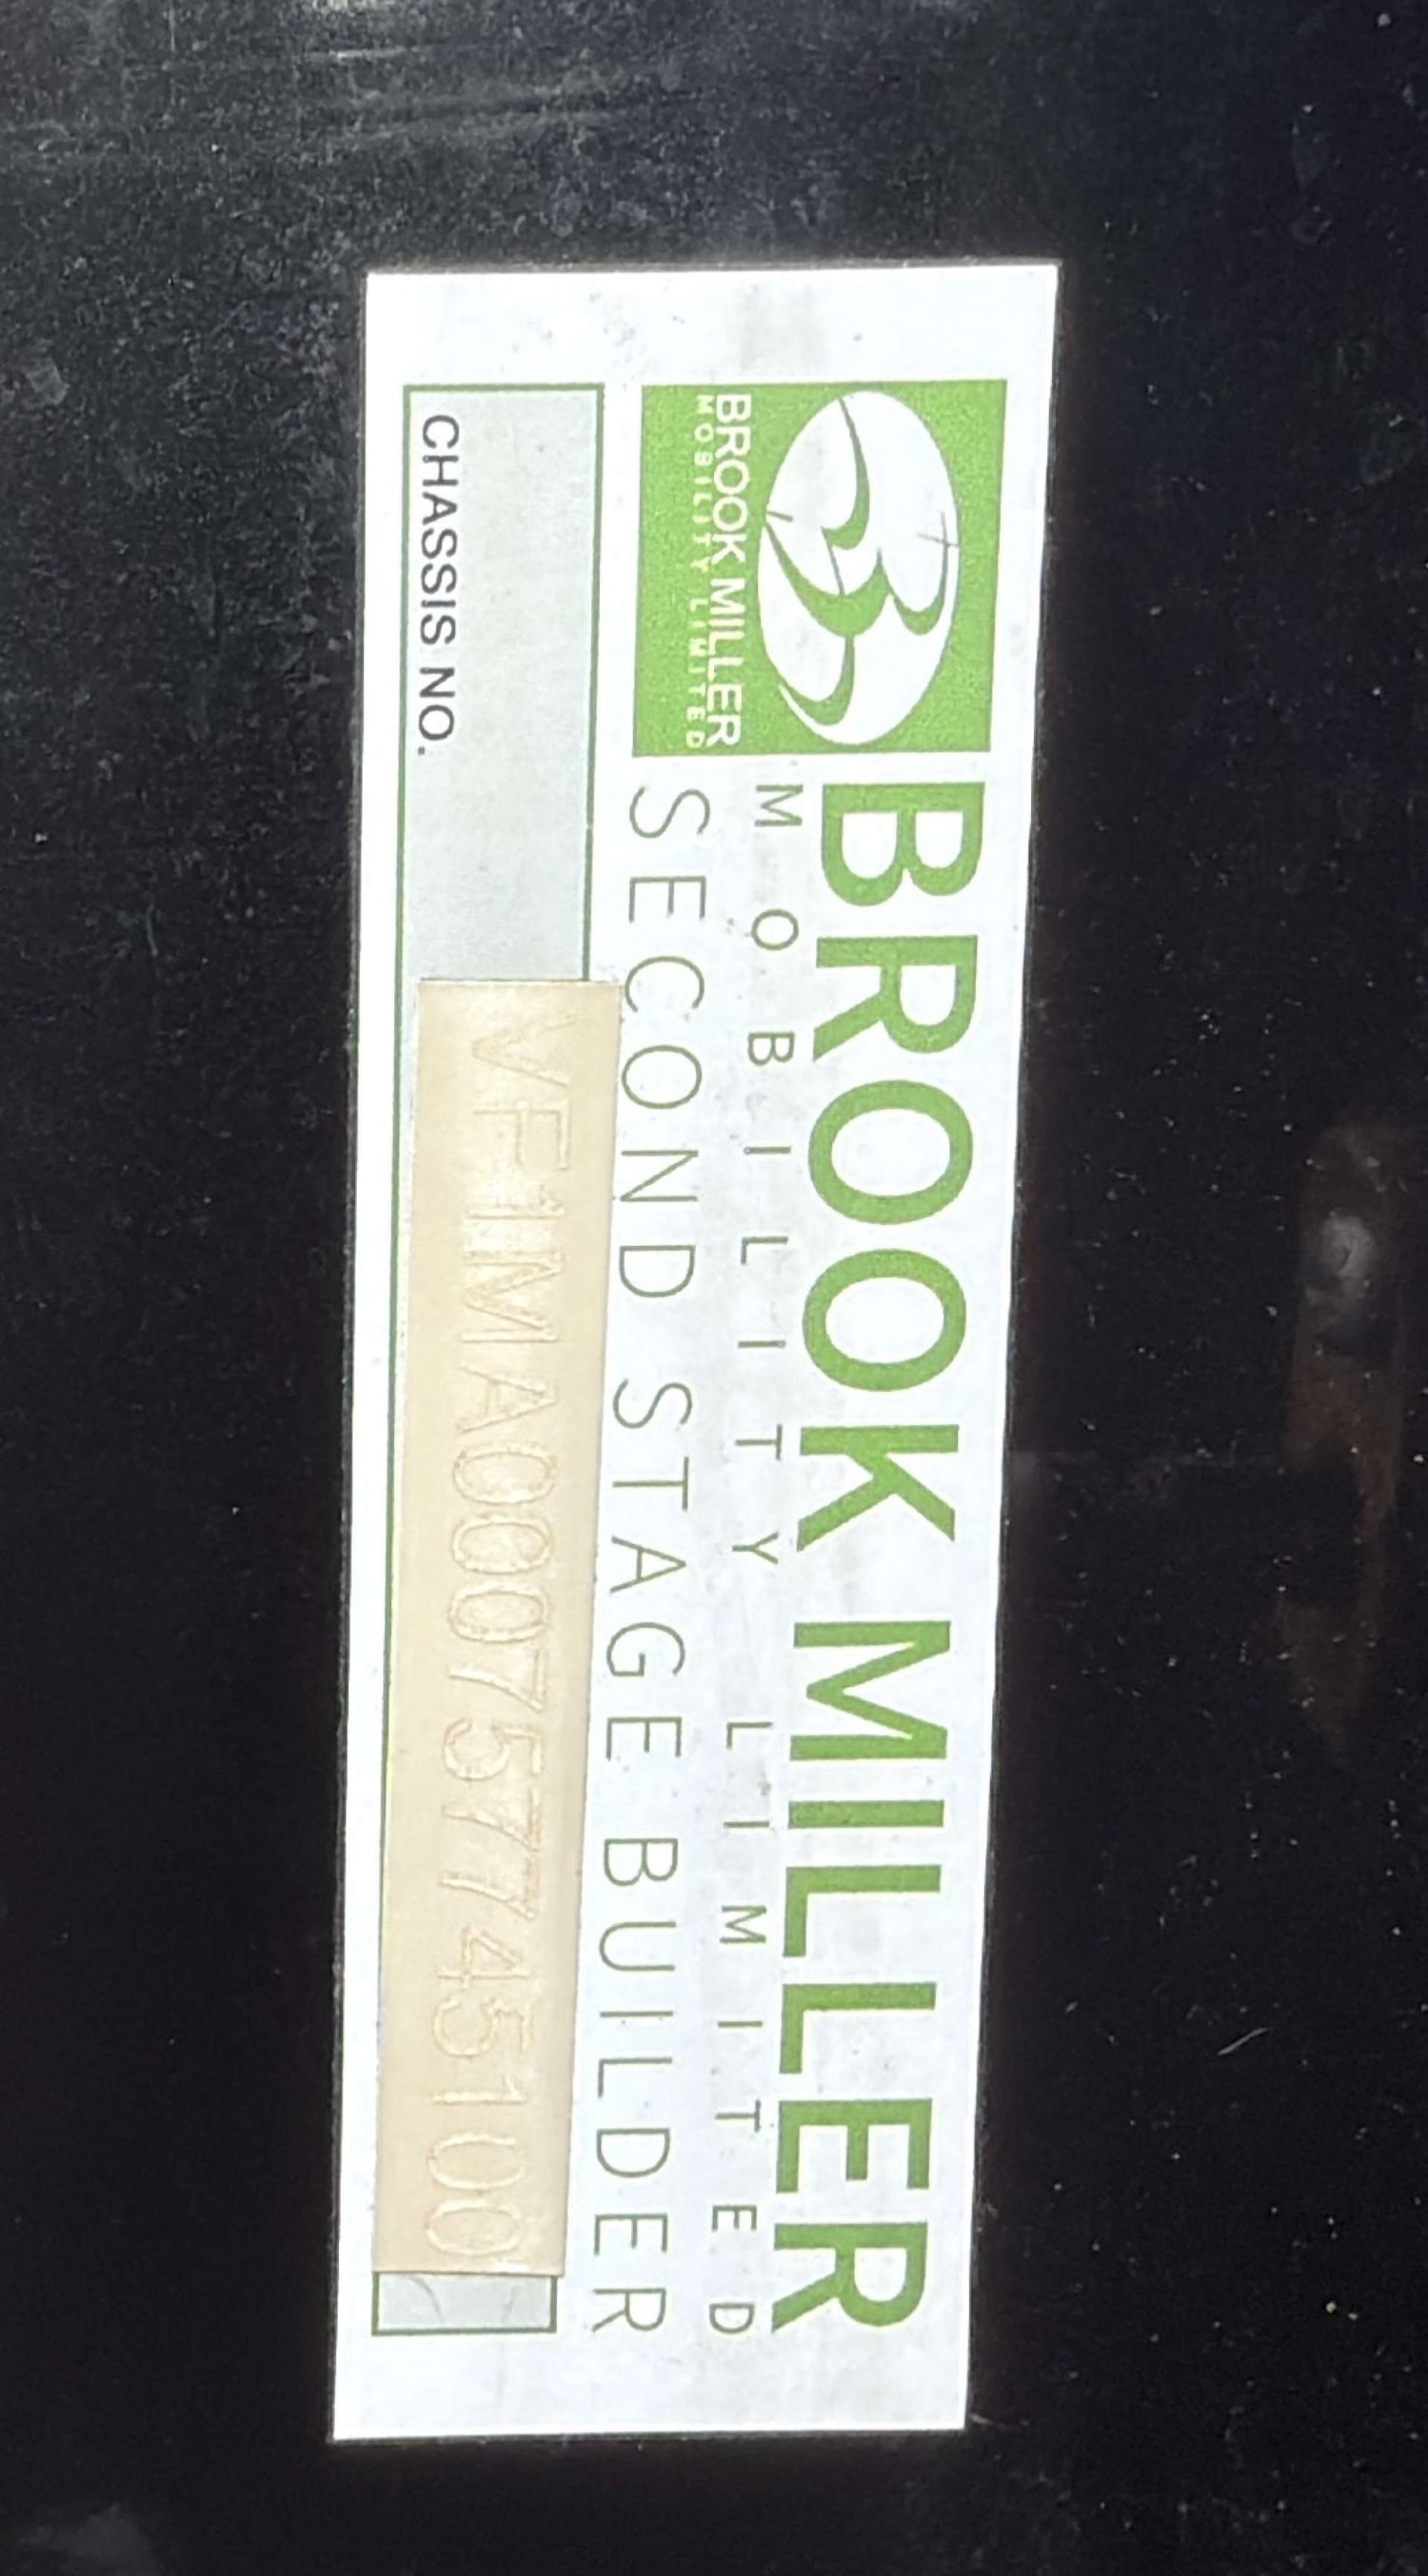 BROOK MILLER
MOBILITY LIMITED
BROOK MILLER
MOBILITY LIMITED
SECOND STAGE BUILDER
CHASSIS NO.
VF1MA000757745100